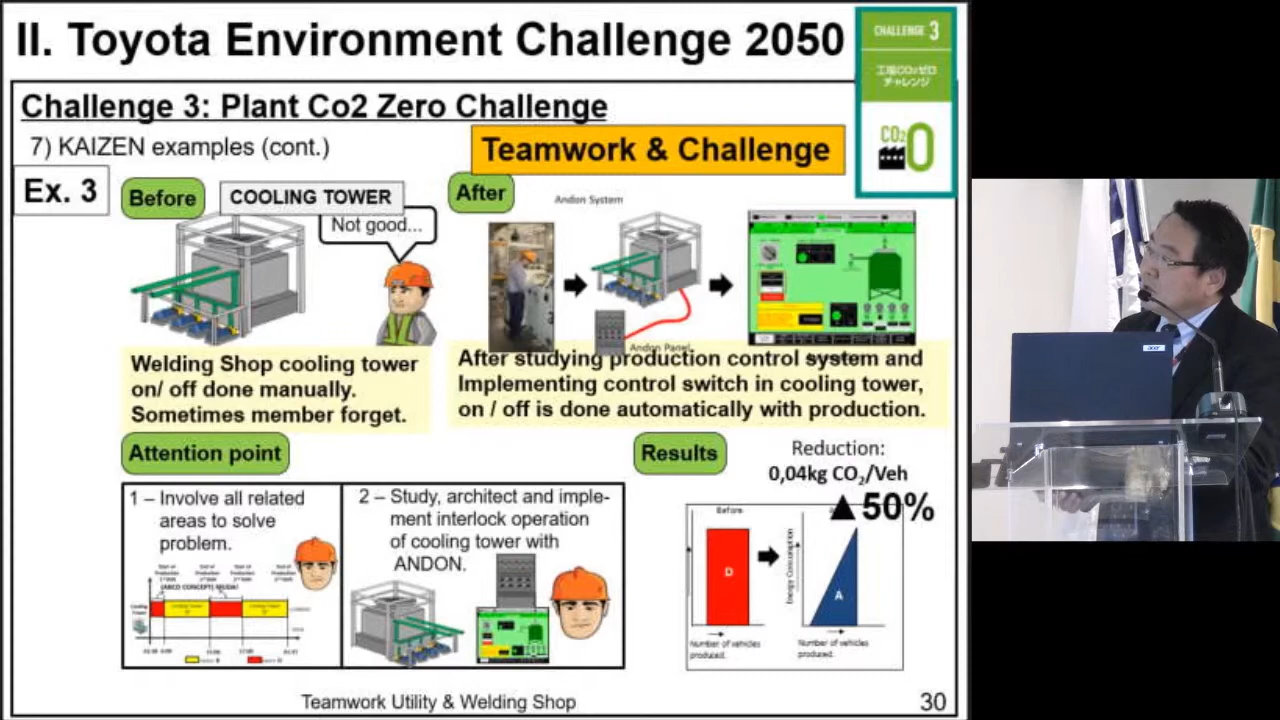 II. Toyota Environment Challenge 2050
CHALLENGE 3
工場CO₂ゼロ
チャレンジ
CO₂ 0
Challenge 3: Plant Co2 Zero Challenge
7) KAIZEN examples (cont.)
Teamwork & Challenge
Ex. 3
Before
COOLING TOWER
Not good...
After
Andon System
Andon Panel
Welding Shop cooling tower
on/ off done manually.
Sometimes member forget.
After studying production control system and
Implementing control switch in cooling tower,
on / off is done automatically with production.
Attention point
1 – Involve all related
areas to solve
problem.
(ABCD CONCEPT) MUDA!
2 – Study, architect and imple-
ment interlock operation
of cooling tower with
ANDON.
Results
Reduction:
0,04kg CO₂/Veh
▲50%
Before
D
Number of vehicles
produced.
Energy Consumption
A
Number of vehicles
produced.
Teamwork Utility & Welding Shop
30
acer